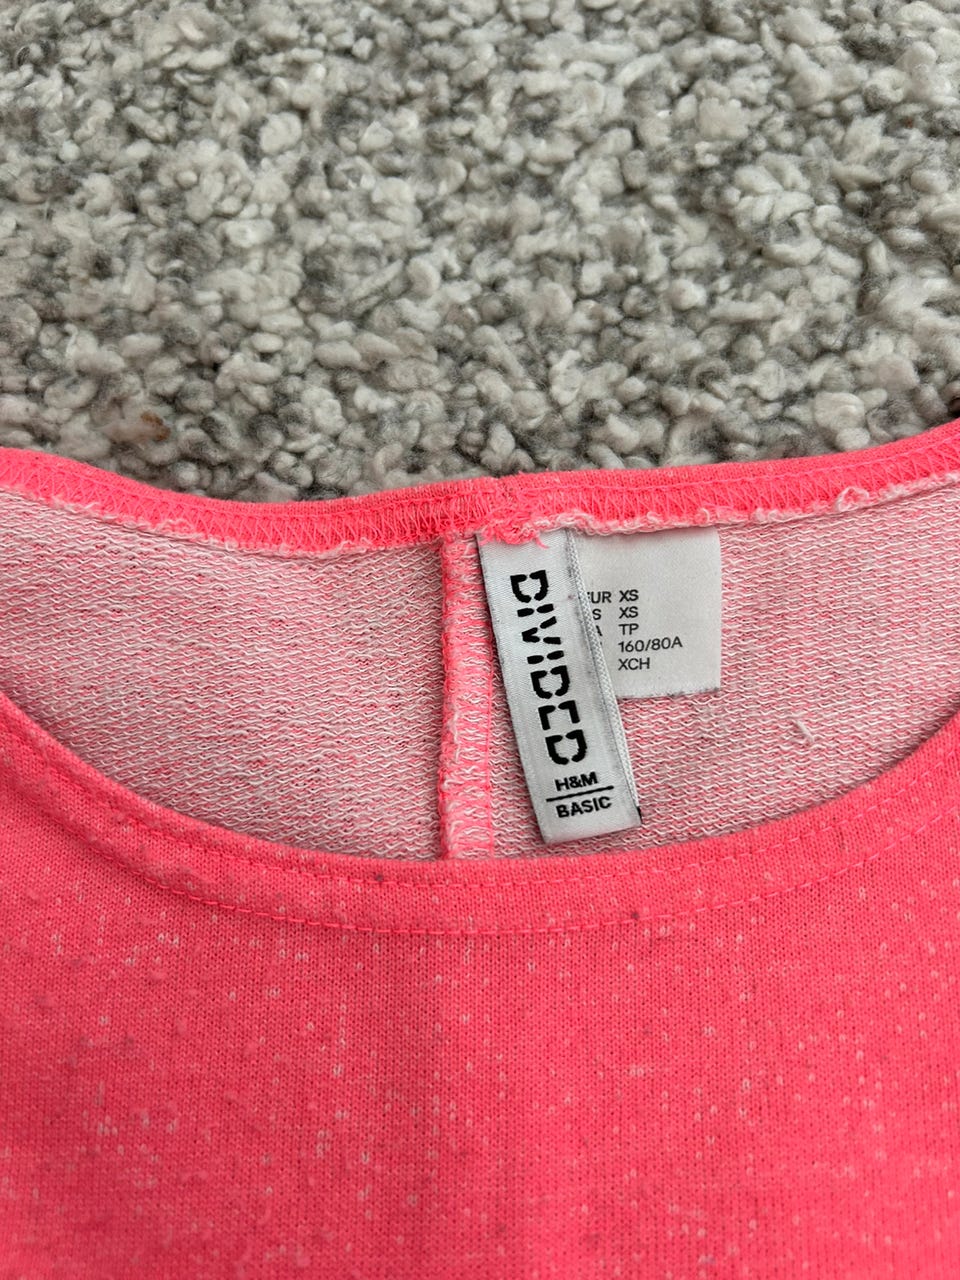 DIVIDED
H&M
BASIC
XS
XS
TP
160/80A
XCH